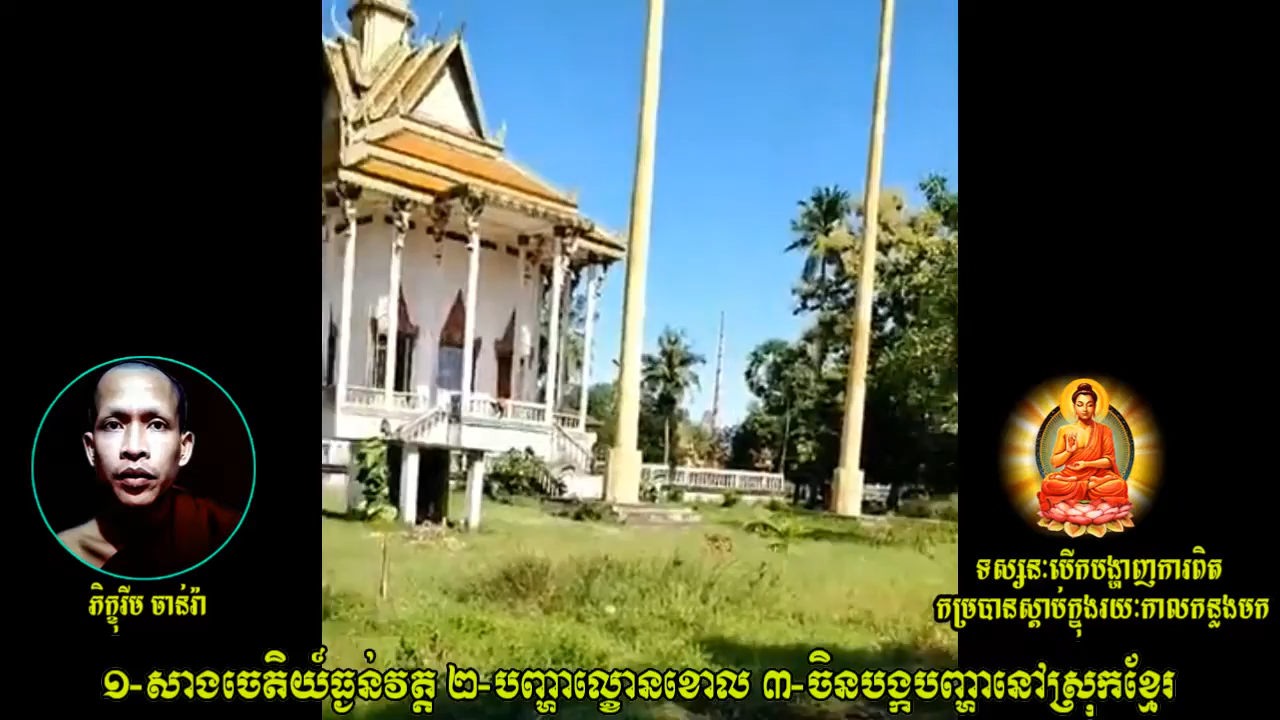 ភិក្ខុរីម ចាន់រ៉ា
ទស្សនៈបើកបង្ហាញការពិត
កម្របានស្តាប់ក្នុងរយៈកាលកន្លងមក
១-សាងចេតិយ៍ធ្ងន់វត្ត ២-បញ្ហាល្ខោនខោល ៣-ចិនបង្កបញ្ហានៅស្រុកខ្មែរ